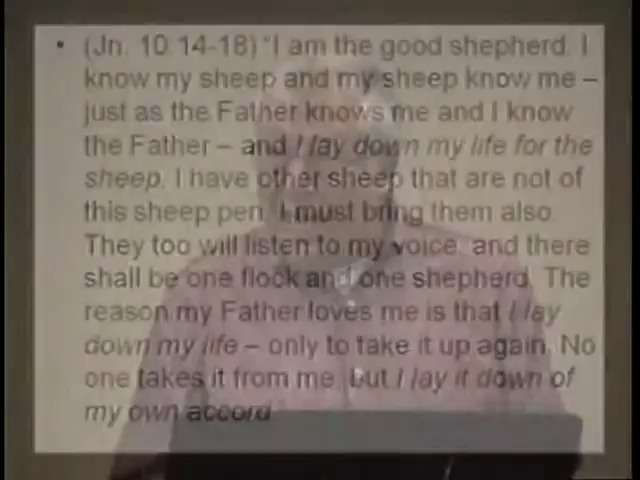 • (Jn. 10:14-18) "I am the good shepherd. I
know my sheep and my sheep know me –
just as the Father knows me and I know
the Father – and I lay down my life for the
sheep. I have other sheep that are not of
this sheep pen. I must bring them also.
They too will listen to my voice, and there
shall be one flock and one shepherd. The
reason my Father loves me is that I lay
down my life – only to take it up again. No
one takes it from me, but I lay it down of
my own accord